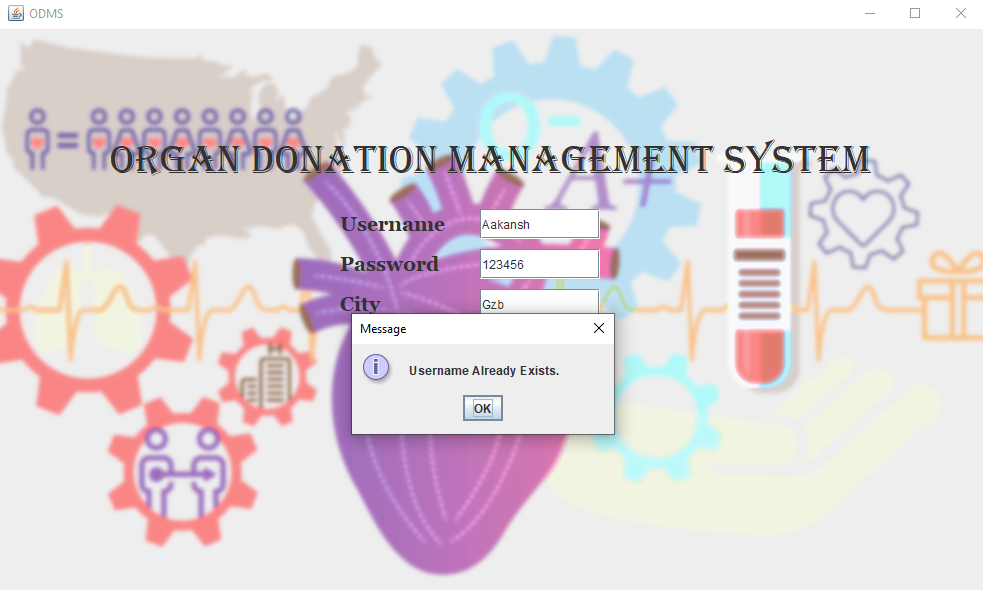 ODMS
ORGAN DONATION MANAGEMENT SYSTEM
Username Aakansh
Password 123456
City Gzb
Message
Username Already Exists.
OK